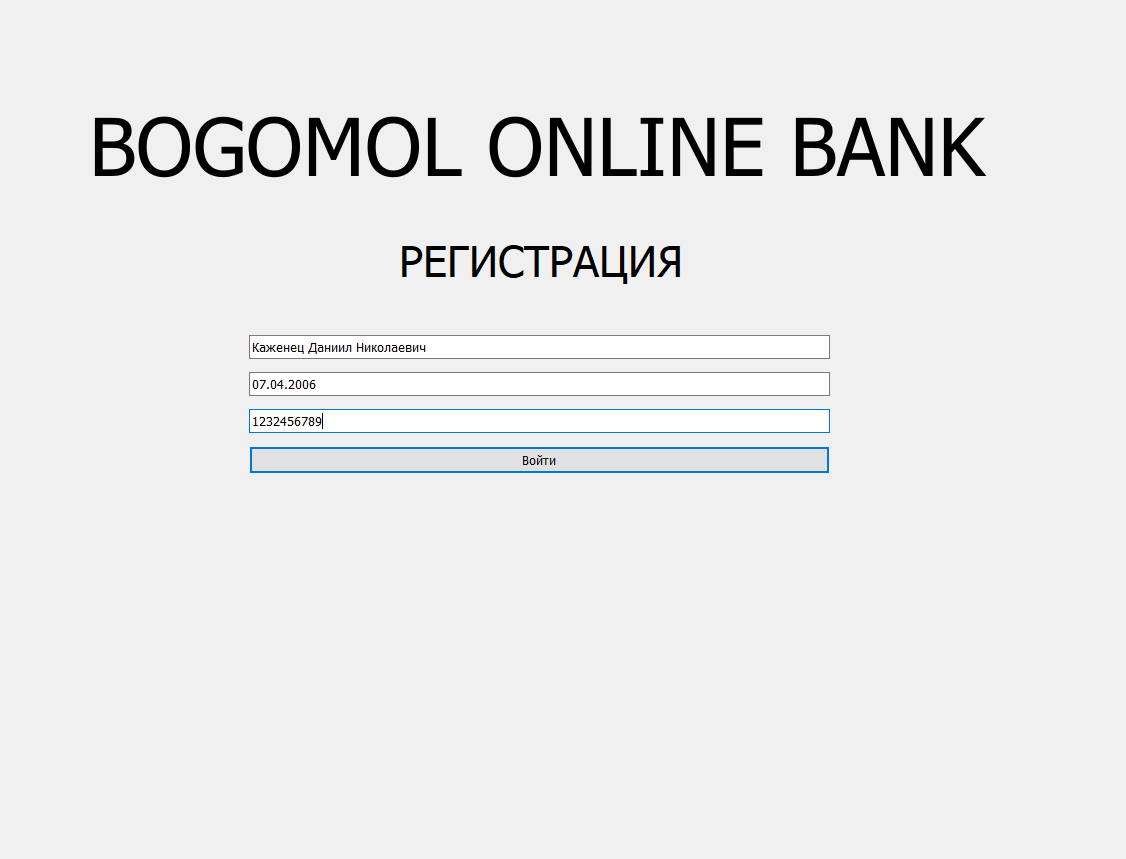 BOGOMOL ONLINE BANK
РЕГИСТРАЦИЯ
Каженец Даниил Николаевич
07.04.2006
1232456789
Войти